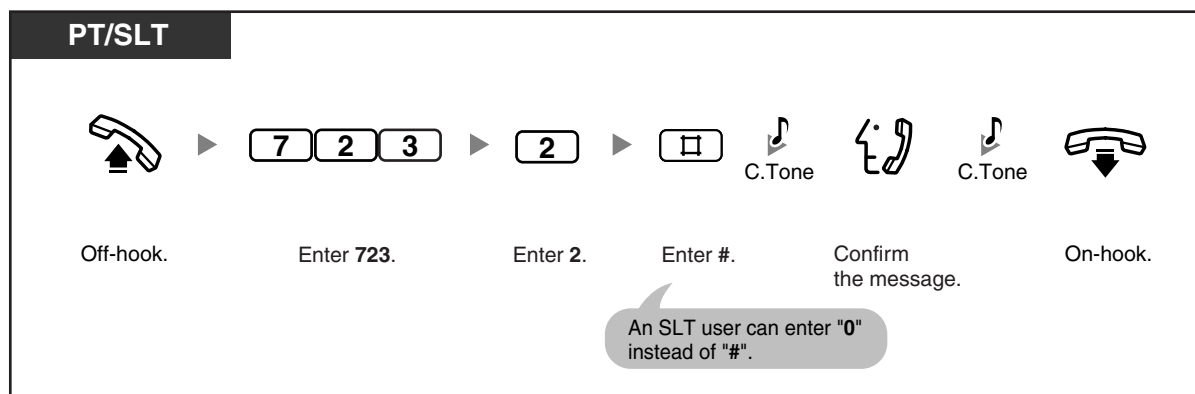 PT/SLT
7 2 3
2
#
C.Tone
C.Tone
Off-hook.
Enter 723.
Enter 2.
Enter #.
Confirm
the message.
On-hook.
An SLT user can enter "0"
instead of "#".